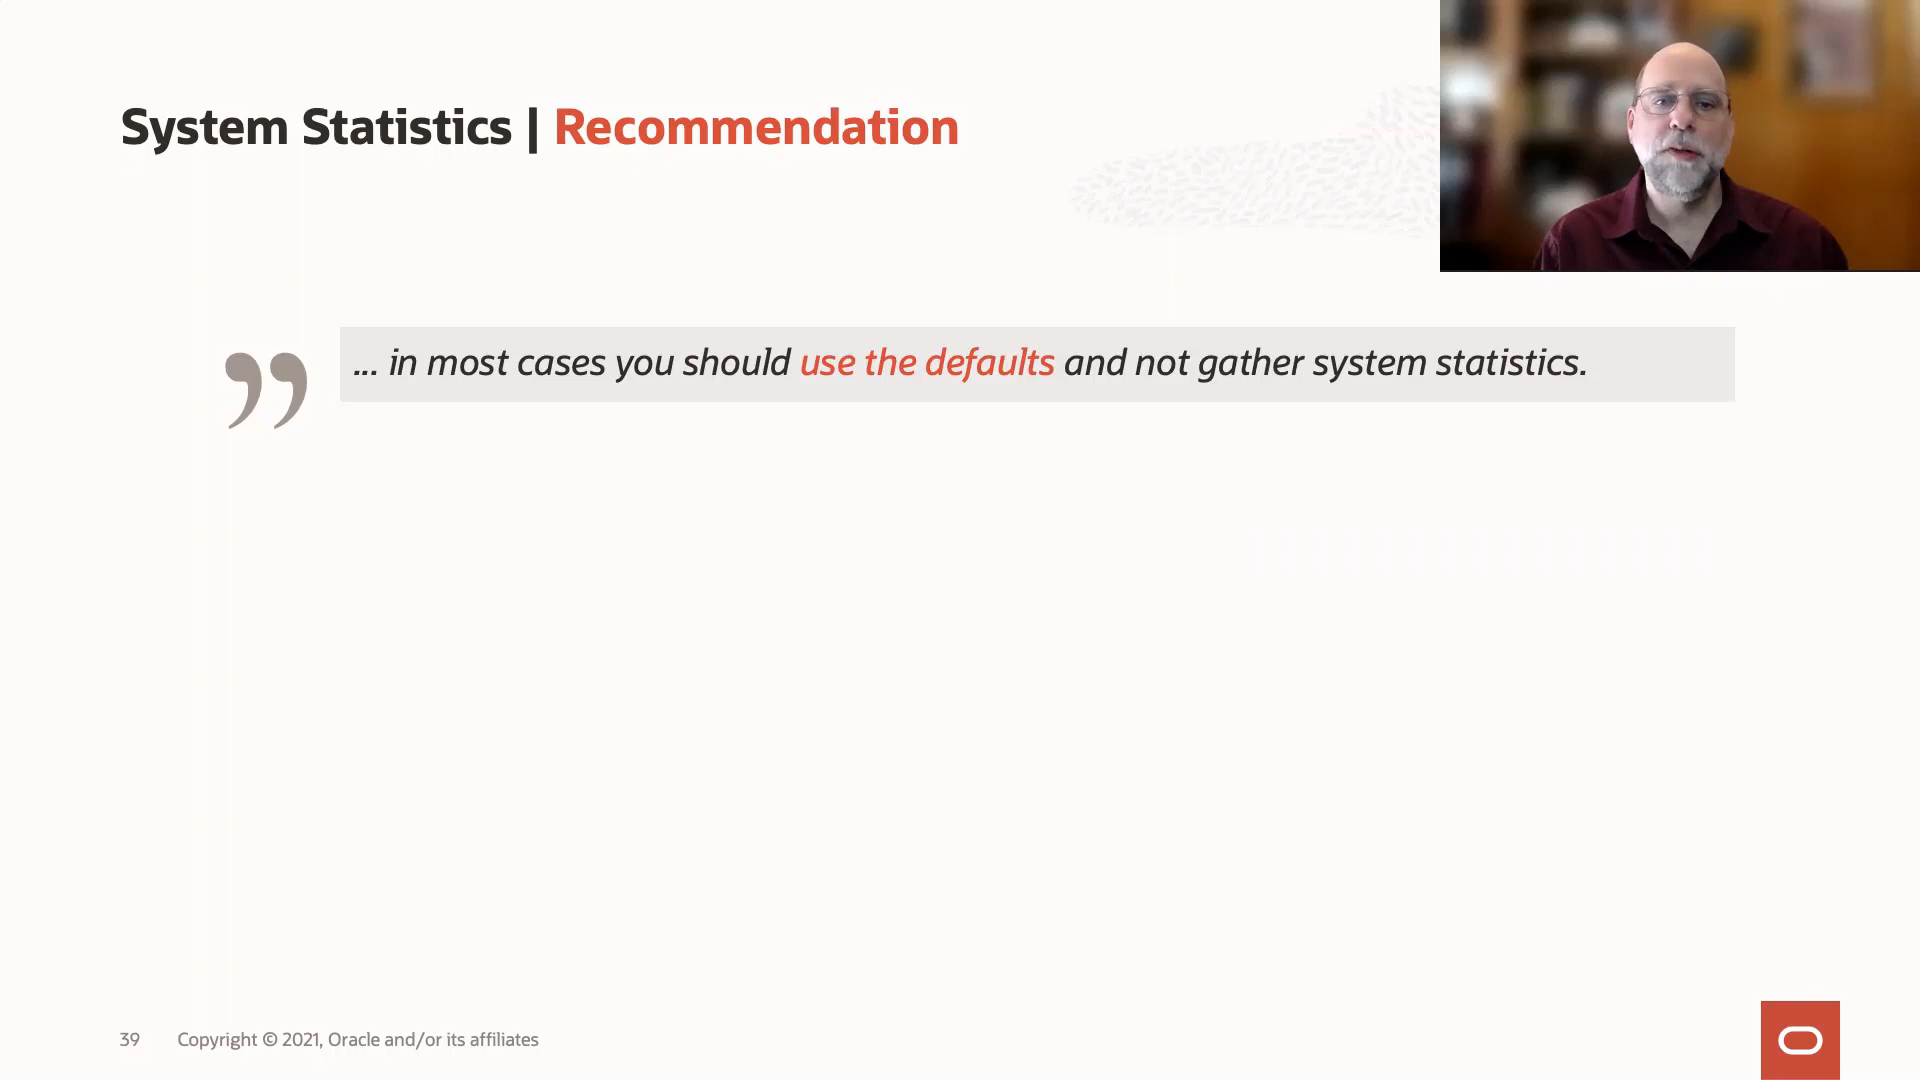 System Statistics | Recommendation
... in most cases you should use the defaults and not gather system statistics.
39 Copyright © 2021, Oracle and/or its affiliates